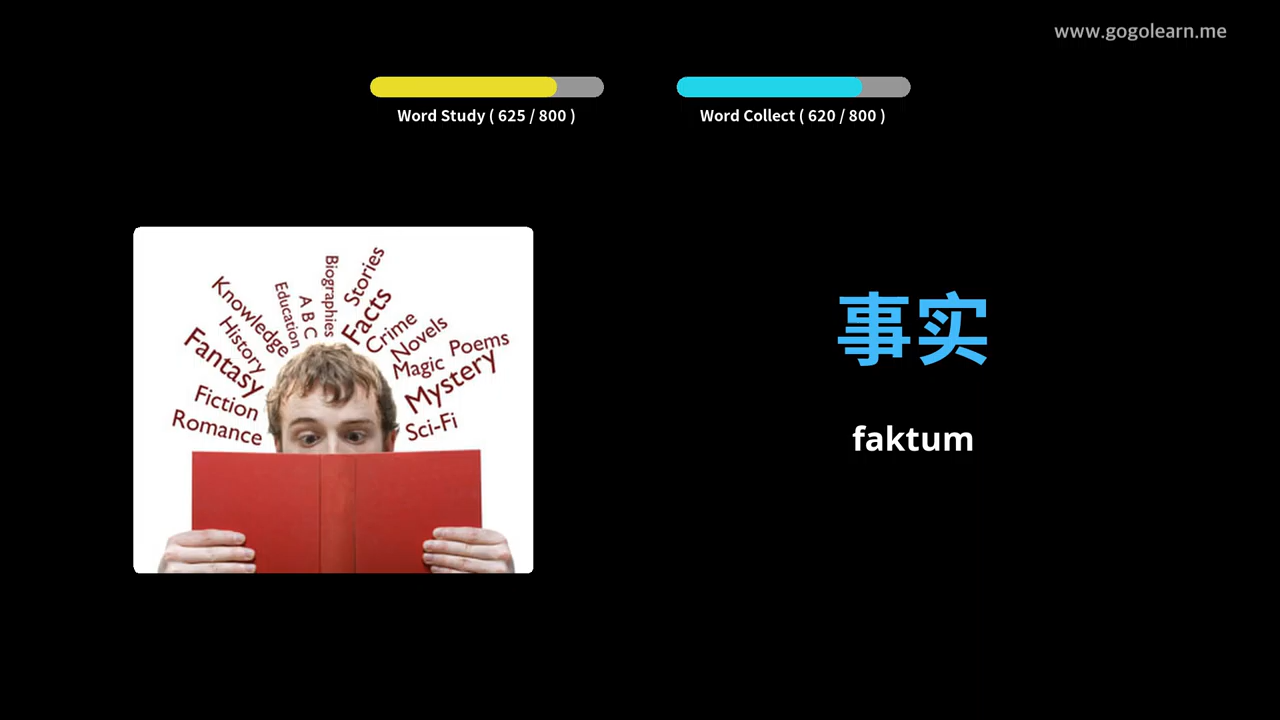 www.gogolearn.me
Word Study ( 625 / 800 )
Word Collect ( 620 / 800 )
Knowledge
History
Fantasy
Fiction
Romance
Education
A B C
Biographies
Stories
Facts
Crime
Novels
Magic
Poems
Mystery
Sci-Fi
事实
faktum